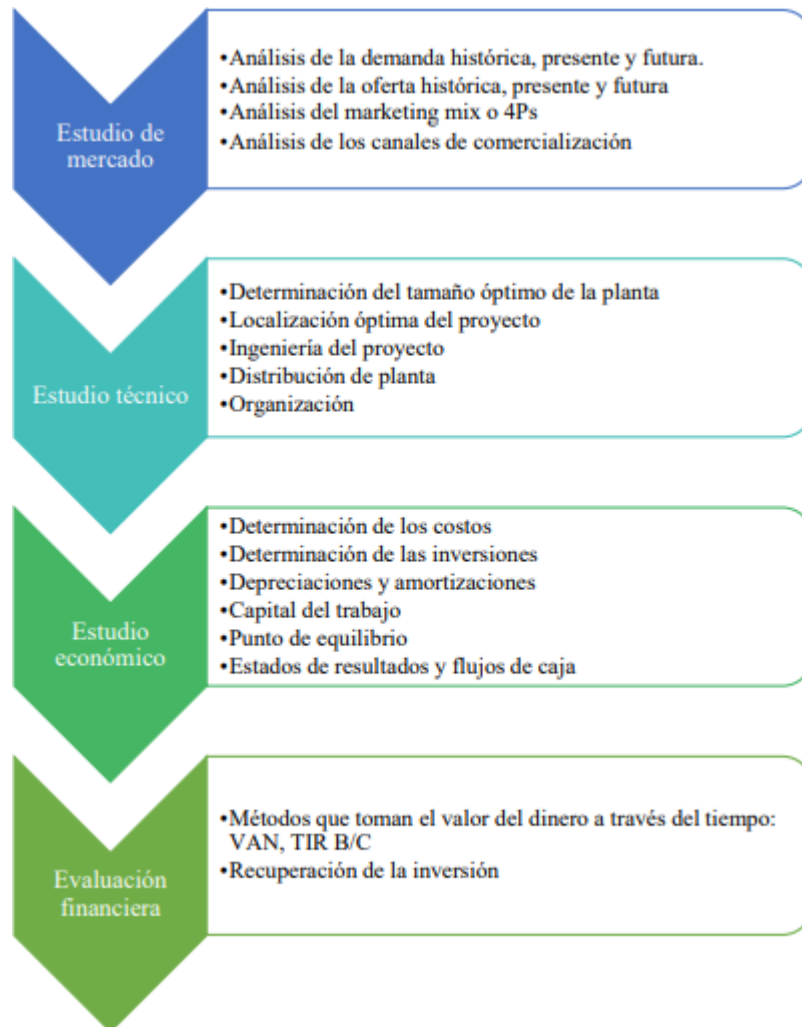 Estudio de
mercado
•Análisis de la demanda histórica, presente y futura.
•Análisis de la oferta histórica, presente y futura
•Análisis del marketing mix o 4Ps
•Análisis de los canales de comercialización
Estudio técnico
•Determinación del tamaño óptimo de la planta
•Localización óptima del proyecto
•Ingeniería del proyecto
•Distribución de planta
•Organización
Estudio
económico
•Determinación de los costos
•Determinación de las inversiones
•Depreciaciones y amortizaciones
•Capital del trabajo
•Punto de equilibrio
•Estados de resultados y flujos de caja
Evaluación
financiera
•Métodos que toman el valor del dinero a través del tiempo:
VAN, TIR B/C
•Recuperación de la inversión